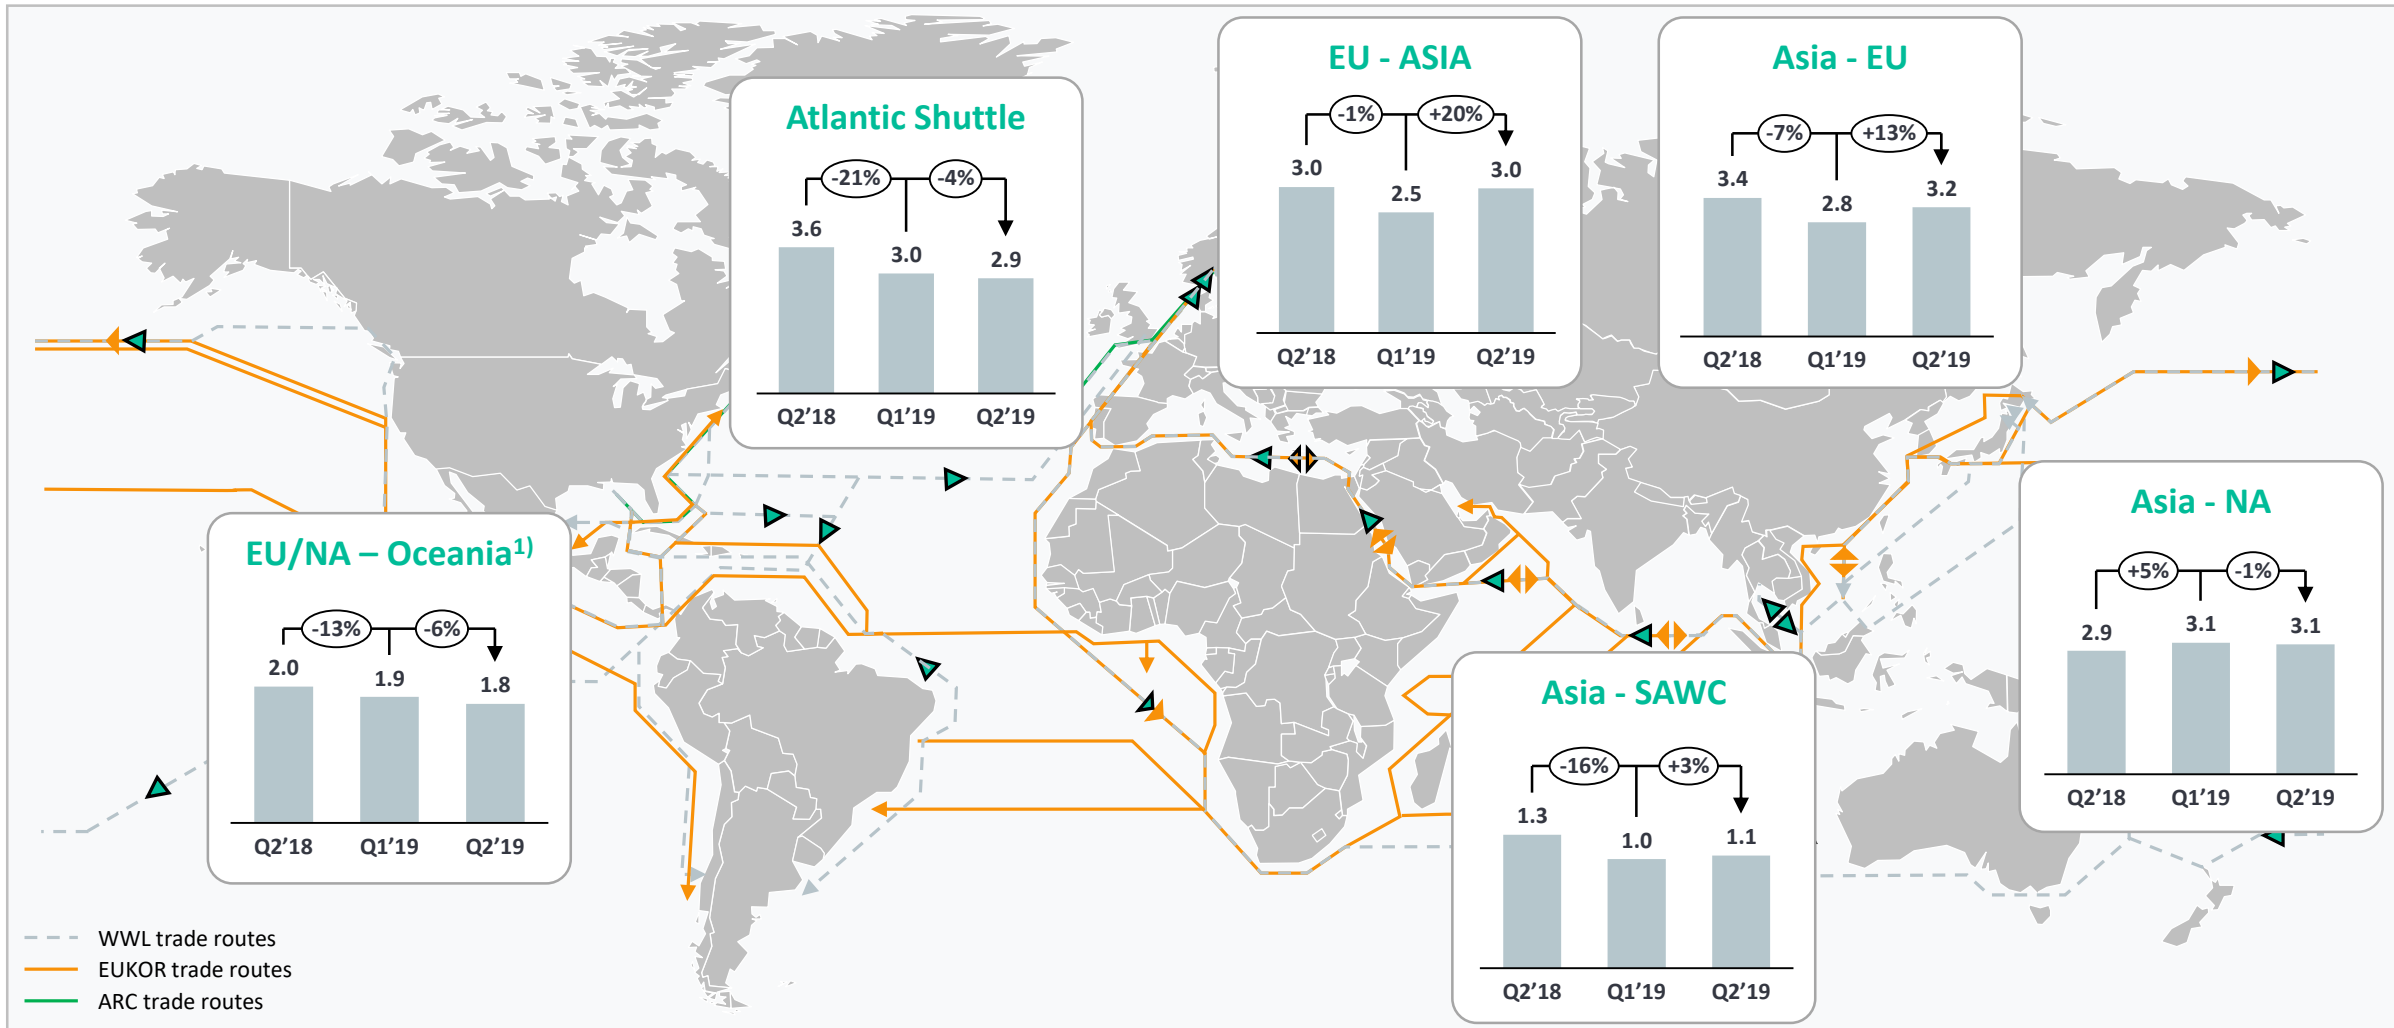 Atlantic Shuttle
-21%
-4%
3.6
3.0
2.9
Q2'18
Q1'19
Q2'19
EU - ASIA
-1%
+20%
3.0
2.5
3.0
Q2'18
Q1'19
Q2'19
Asia - EU
-7%
+13%
3.4
2.8
3.2
Q2'18
Q1'19
Q2'19
EU/NA – Oceania1)
-13%
-6%
2.0
1.9
1.8
Q2'18
Q1'19
Q2'19
Asia - SAWC
-16%
+3%
1.3
1.0
1.1
Q2'18
Q1'19
Q2'19
Asia - NA
+5%
-1%
2.9
3.1
3.1
Q2'18
Q1'19
Q2'19
WWL trade routes
EUKOR trade routes
ARC trade routes